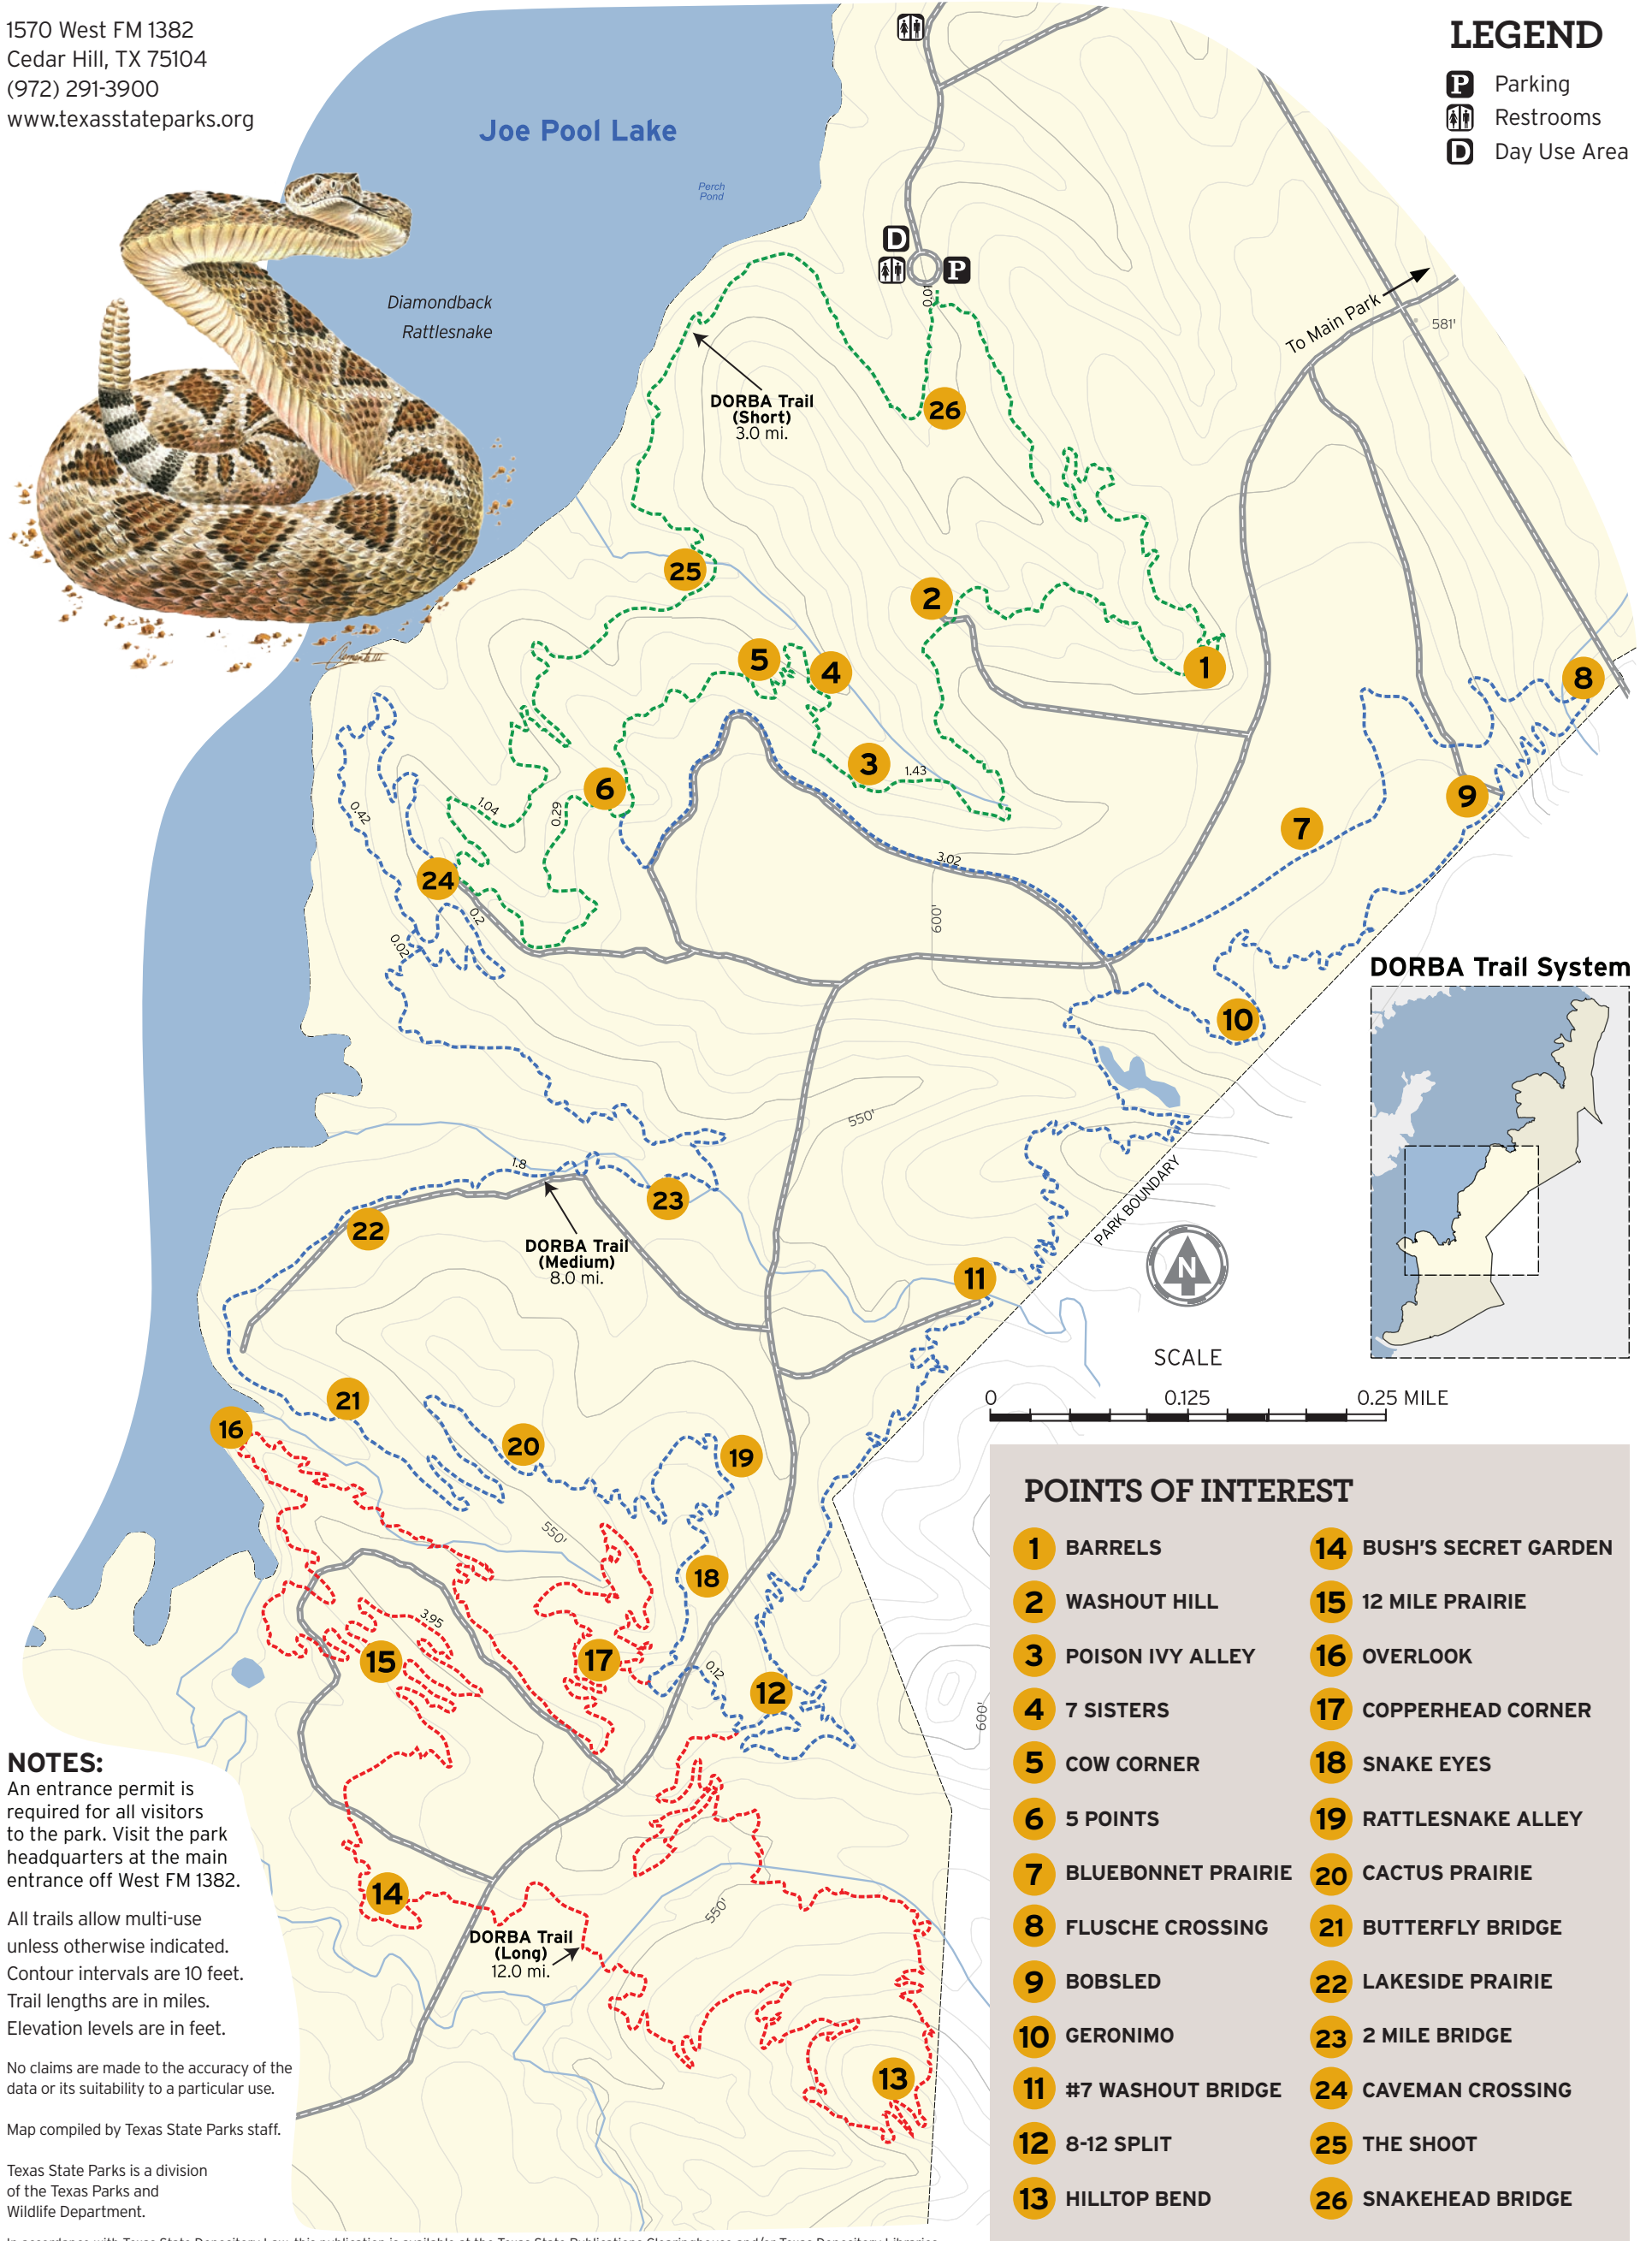 1570 West FM 1382
Cedar Hill, TX 75104
(972) 291-3900
www.texasstateparks.org
Joe Pool Lake
Perch
Pond
Diamondback
Rattlesnake
LEGEND
P Parking
Restrooms
D Day Use Area
D
P
0.01
To Main Park
581'
DORBA Trail
(Short)
3.0 mi.
26
25
2
1
5
4
8
3
1.43
6
9
7
1.04
0.29
0.42
3.02
24
0.2
0.02
600'
10
DORBA Trail System
550'
1.8
23
22
PARK BOUNDARY
DORBA Trail
(Medium)
8.0 mi.
11
N
SCALE
0 0.125 0.25 MILE
21
16
20
19
550'
18
3.95
15
17
0.12
12
600'
14
DORBA Trail
(Long)
12.0 mi.
550'
13
POINTS OF INTEREST
1 BARRELS
2 WASHOUT HILL
3 POISON IVY ALLEY
4 7 SISTERS
5 COW CORNER
6 5 POINTS
7 BLUEBONNET PRAIRIE
8 FLUSCHE CROSSING
9 BOBSLED
10 GERONIMO
11 #7 WASHOUT BRIDGE
12 8-12 SPLIT
13 HILLTOP BEND
14 BUSH'S SECRET GARDEN
15 12 MILE PRAIRIE
16 OVERLOOK
17 COPPERHEAD CORNER
18 SNAKE EYES
19 RATTLESNAKE ALLEY
20 CACTUS PRAIRIE
21 BUTTERFLY BRIDGE
22 LAKESIDE PRAIRIE
23 2 MILE BRIDGE
24 CAVEMAN CROSSING
25 THE SHOOT
26 SNAKEHEAD BRIDGE
NOTES:
An entrance permit is
required for all visitors
to the park. Visit the park
headquarters at the main
entrance off West FM 1382.
All trails allow multi-use
unless otherwise indicated.
Contour intervals are 10 feet.
Trail lengths are in miles.
Elevation levels are in feet.
No claims are made to the accuracy of the
data or its suitability to a particular use.
Map compiled by Texas State Parks staff.
Texas State Parks is a division
of the Texas Parks and
Wildlife Department.